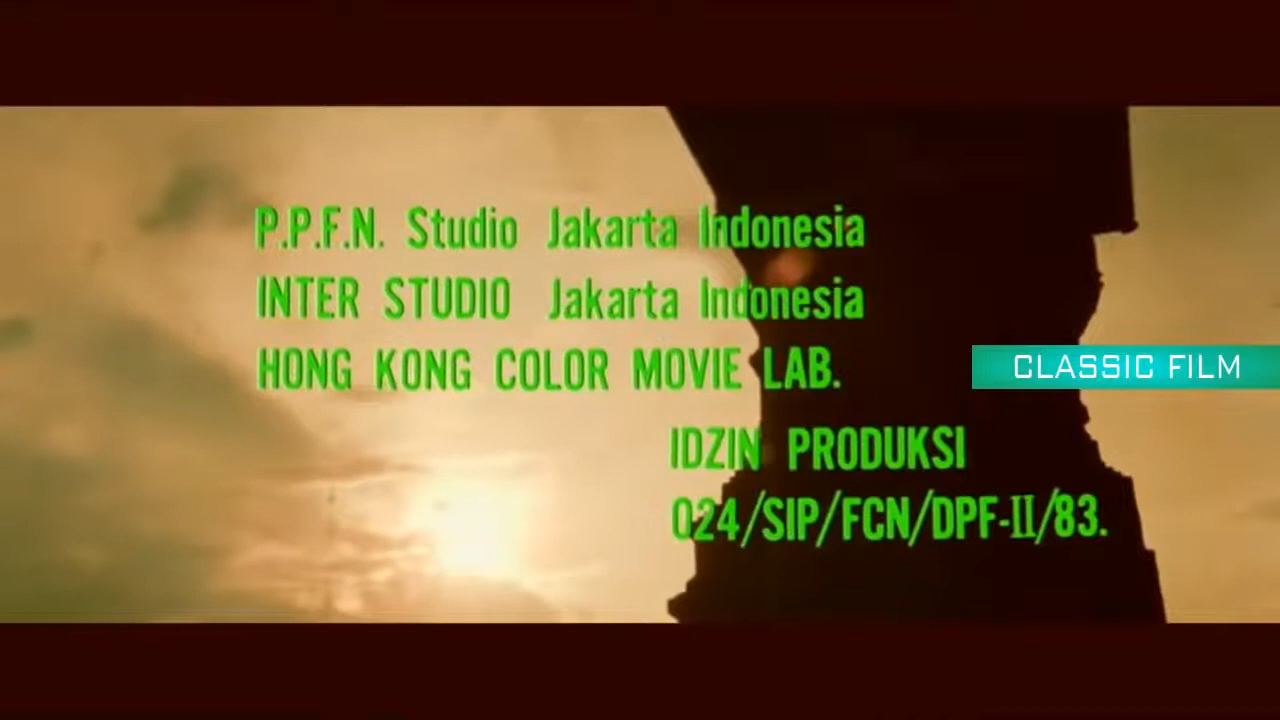 P.P.F.N. Studio Jakarta Indonesia
INTER STUDIO Jakarta Indonesia
HONG KONG COLOR MOVIE LAB.
CLASSIC FILM
IDZIN PRODUKSI
024/SIP/FCN/DPF-II/83.